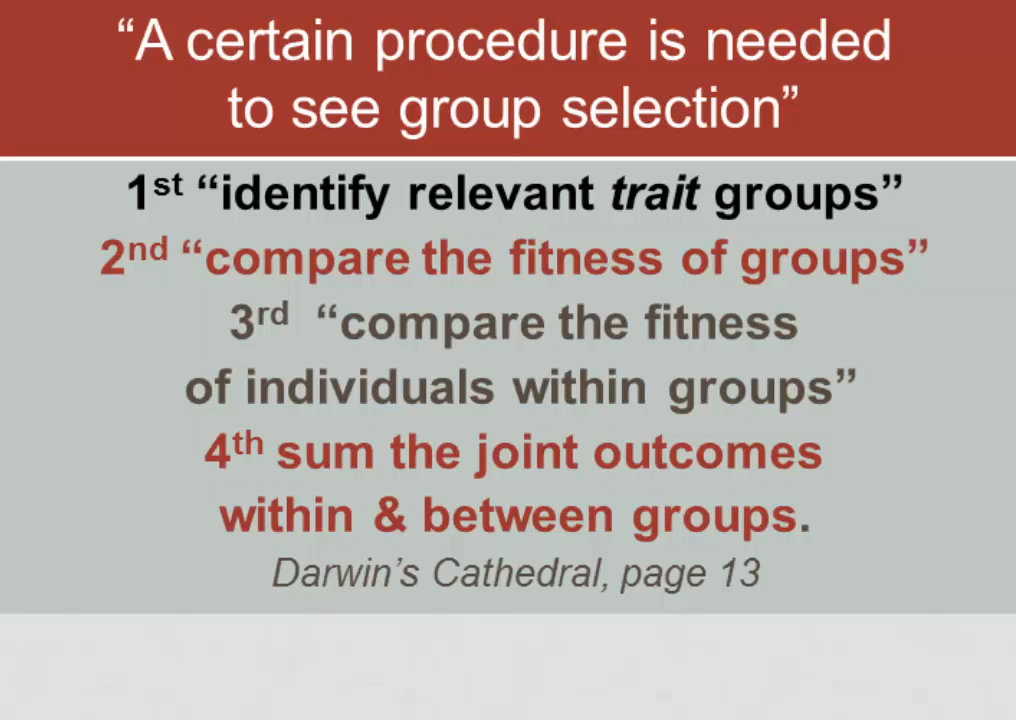 “A certain procedure is needed
to see group selection”
1st “identify relevant trait groups”
2nd “compare the fitness of groups”
3rd “compare the fitness
of individuals within groups”
4th sum the joint outcomes
within & between groups.
Darwin’s Cathedral, page 13